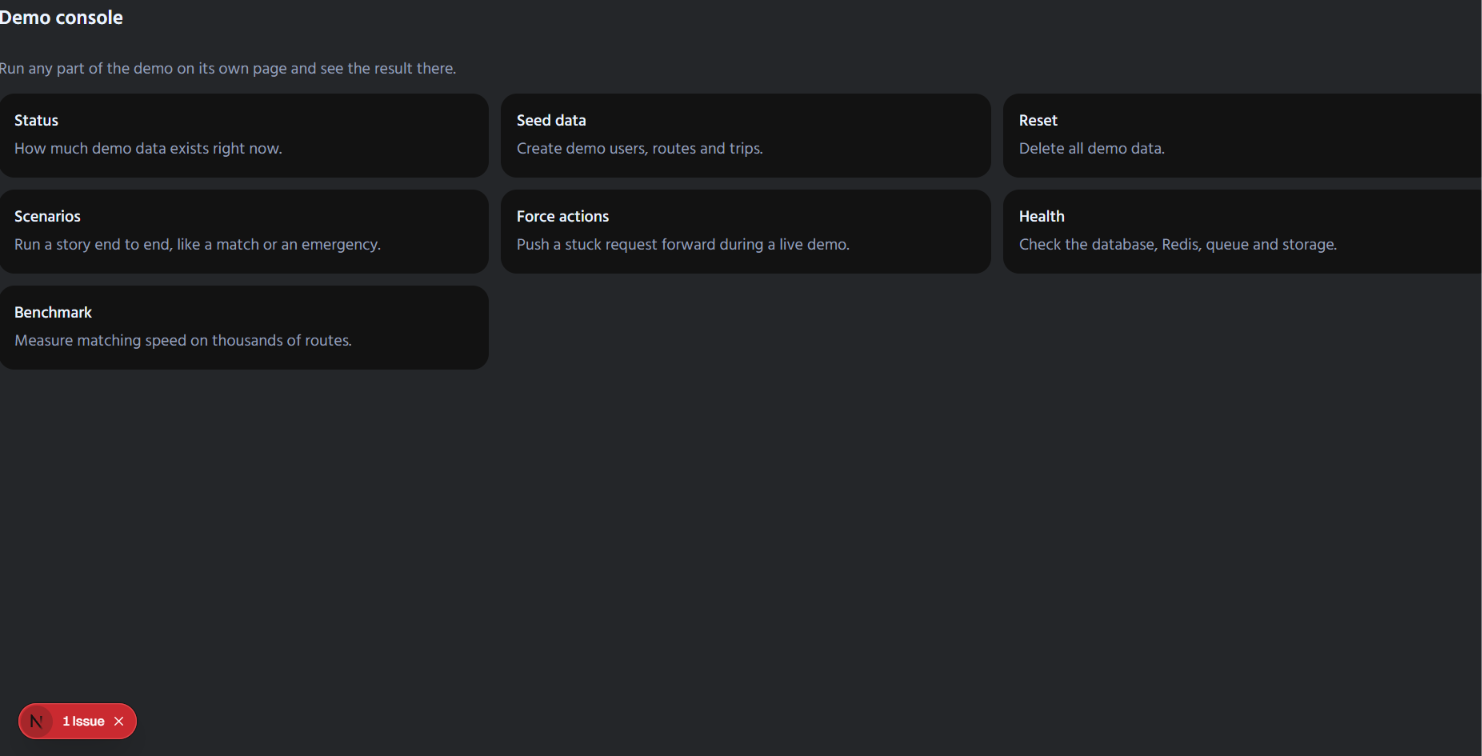 Demo console
Run any part of the demo on its own page and see the result there.
Status
How much demo data exists right now.
Seed data
Create demo users, routes and trips.
Reset
Delete all demo data.
Scenarios
Run a story end to end, like a match or an emergency.
Force actions
Push a stuck request forward during a live demo.
Health
Check the database, Redis, queue and storage.
Benchmark
Measure matching speed on thousands of routes.
N 1 Issue ×